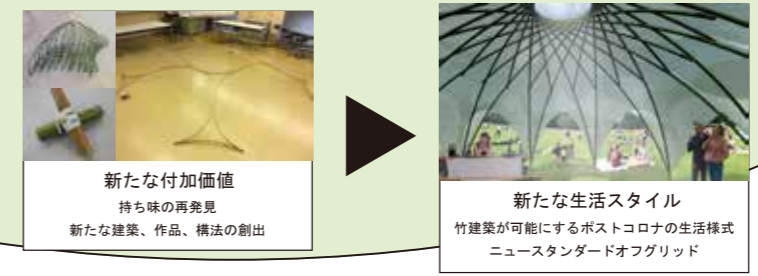 新たな付加価値
持ち味の再発見
新たな建築、作品、構法の創出
新たな生活スタイル
竹建築が可能にするポストコロナの生活様式
ニュースタンダードオフグリッド